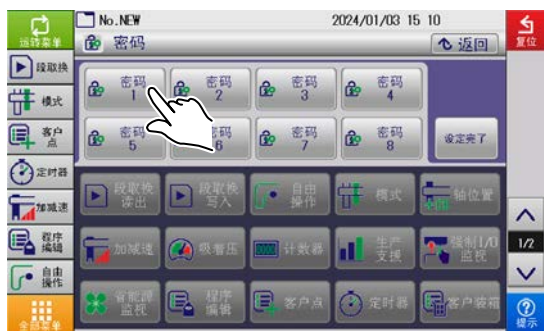 运转菜单
No.NEW
2024/01/03 15 10
复位
密码
返回
段取换
模式
客户点
定时器
加减速
程序
编辑
自由
操作
全部菜单
密码
1
密码
2
密码
3
密码
4
密码
5
密码
6
密码
7
密码
8
设定完了
段取换
读出
段取换
写入
自由
操作
模式
轴位置
加减速
吸着压
计数器
生产
支援
强制I/O
监视
省能源
监视
程序
编辑
客户点
定时器
客户装箱
1/2
提示